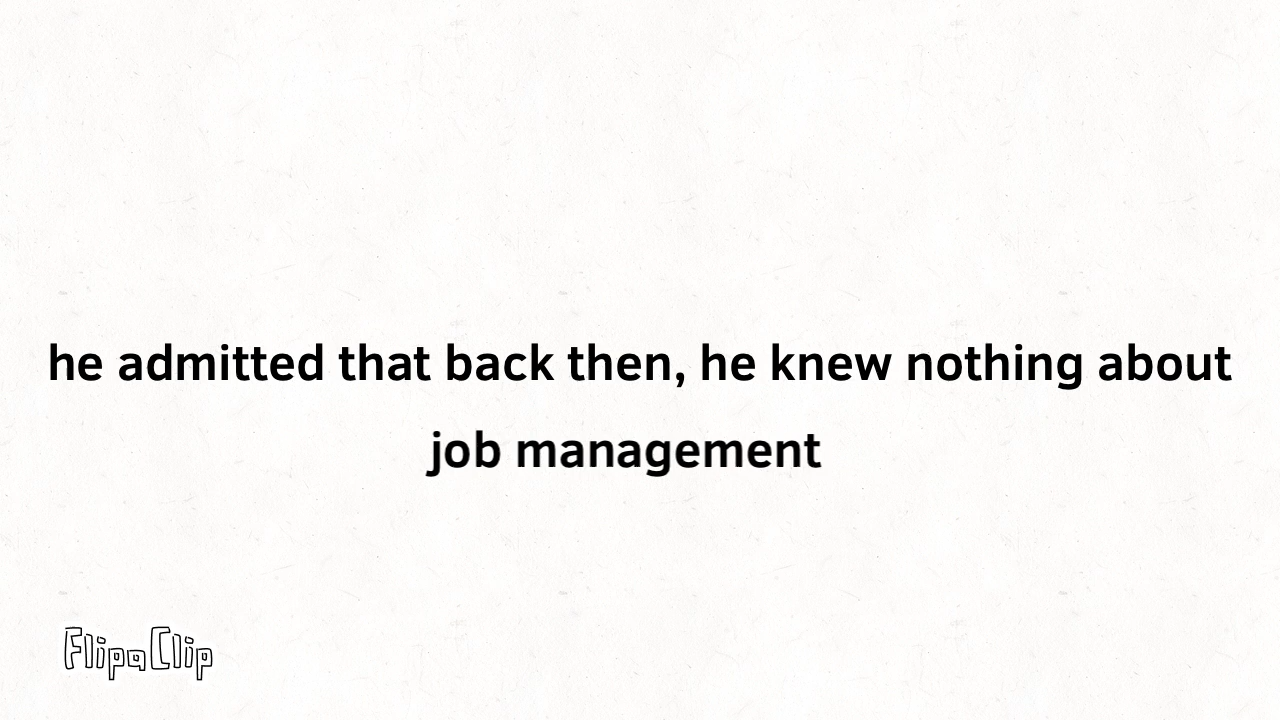 he admitted that back then, he knew nothing about
job management
FlipaClip